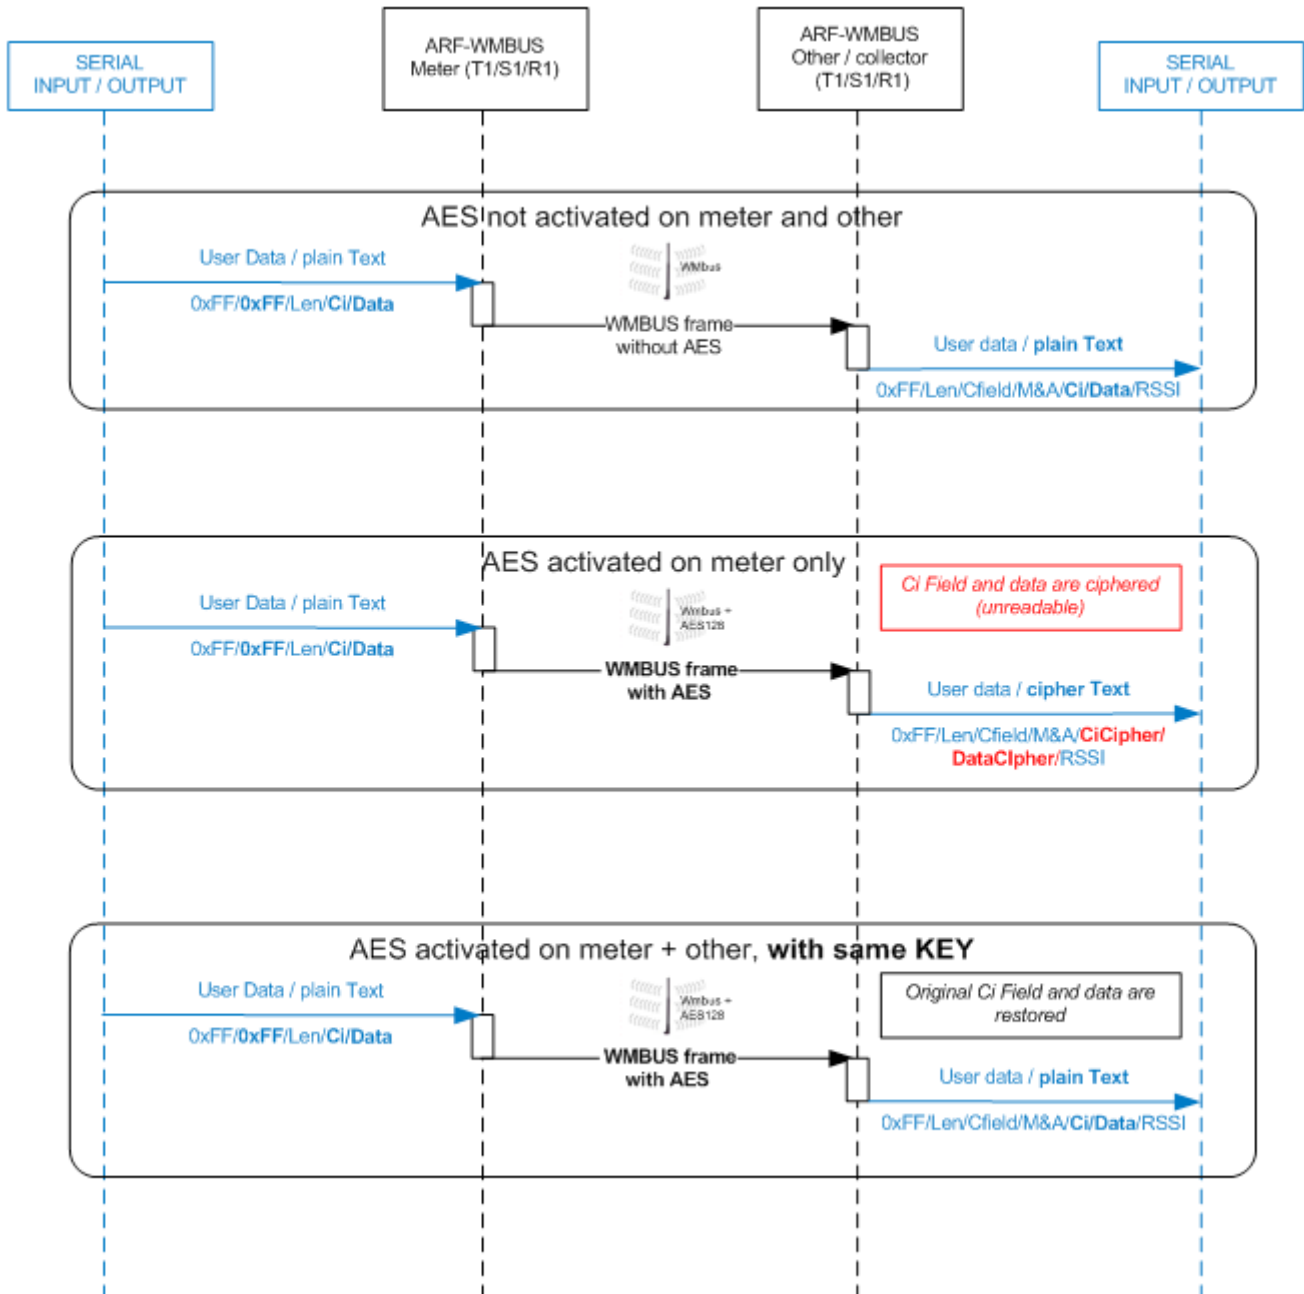 SERIAL
INPUT / OUTPUT
ARF-WMBUS
Meter (T1/S1/R1)
ARF-WMBUS
Other / collector
(T1/S1/R1)
SERIAL
INPUT / OUTPUT
AES not activated on meter and other
User Data / plain Text
0xFF/0xFF/Len/Ci/Data
WMbus
WMBUS frame
without AES
User data / plain Text
0xFF/Len/Cfield/M&A/Ci/Data/RSSI
AES activated on meter only
User Data / plain Text
0xFF/0xFF/Len/Ci/Data
Wmbus +
AES128
WMBUS frame
with AES
Ci Field and data are ciphered
(unreadable)
User data / cipher Text
0xFF/Len/Cfield/M&A/CiCipher/
DataCIpher/RSSI
AES activated on meter + other, with same KEY
User Data / plain Text
0xFF/0xFF/Len/Ci/Data
Wmbus +
AES128
WMBUS frame
with AES
Original Ci Field and data are
restored
User data / plain Text
0xFF/Len/Cfield/M&A/Ci/Data/RSSI